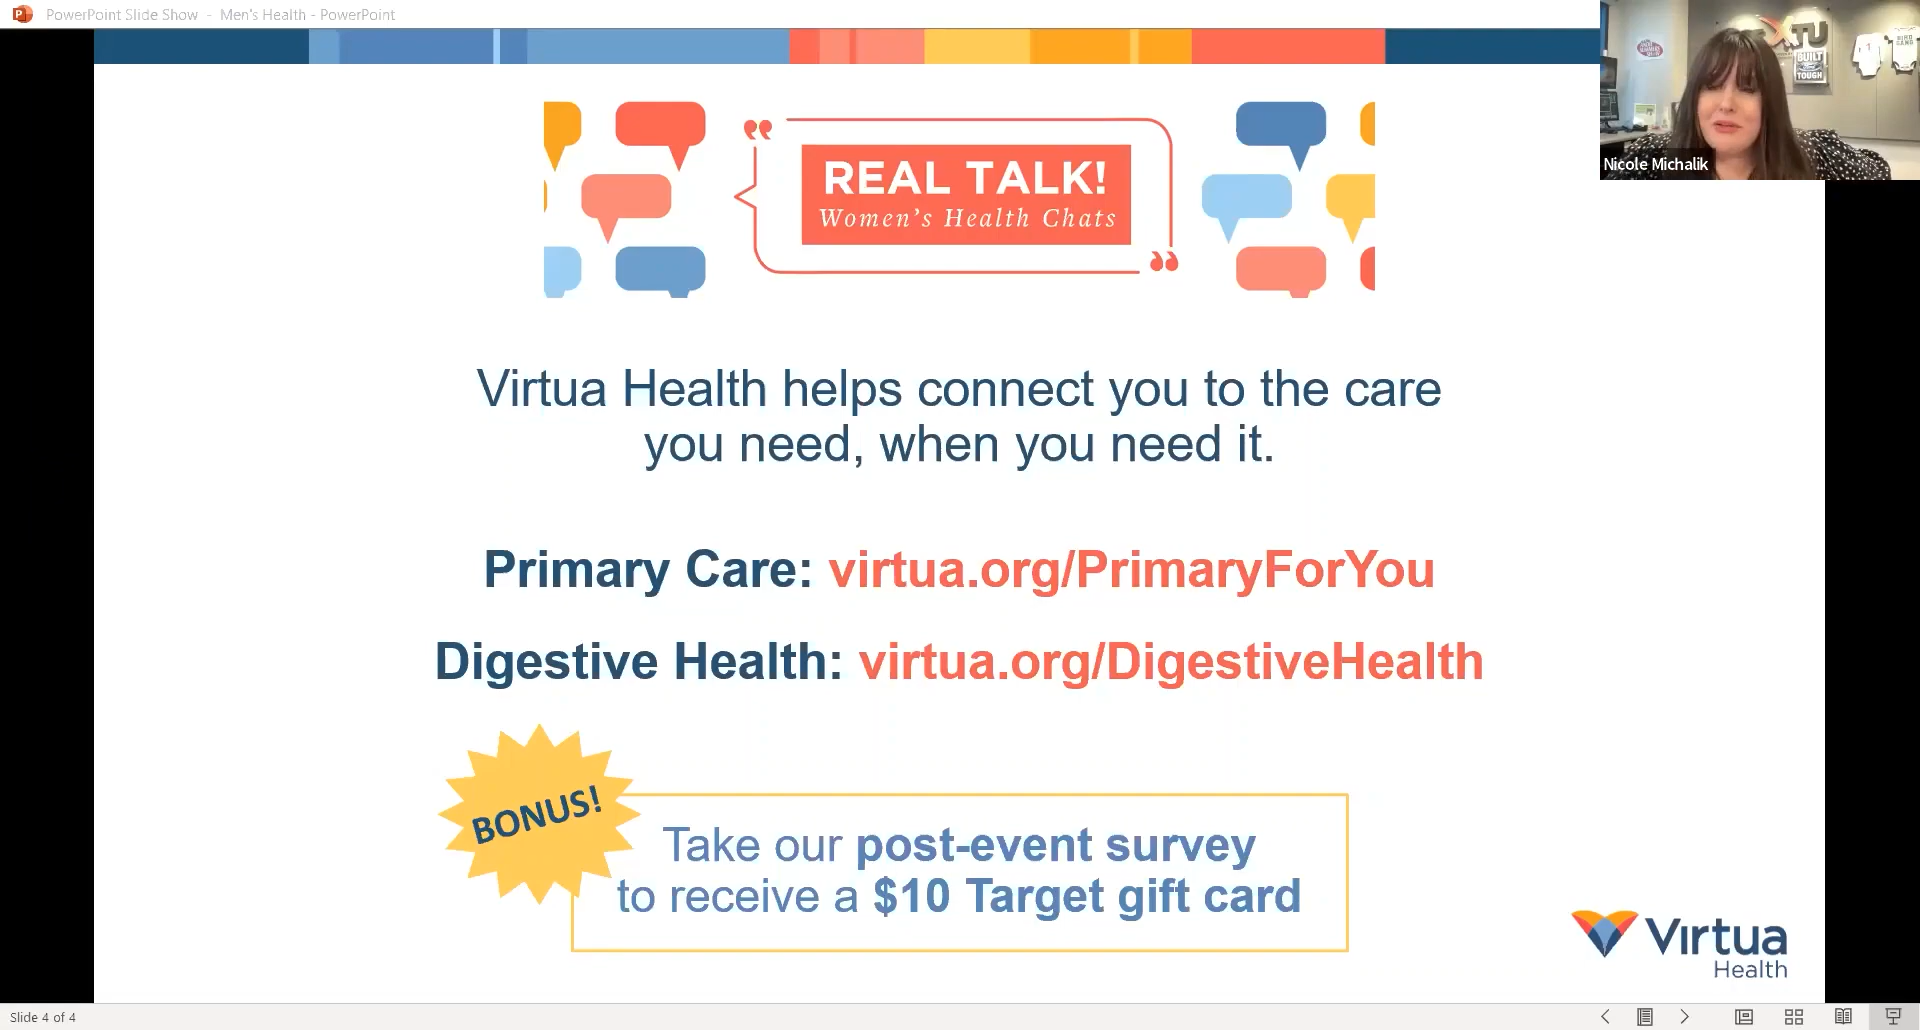 PowerPoint Slide Show - Men's Health - PowerPoint
XTU
BUILT
TOUGH
Nicole Michalik
REAL TALK!
Women's Health Chats
Virtua Health helps connect you to the care
you need, when you need it.
Primary Care: virtua.org/PrimaryForYou
Digestive Health: virtua.org/DigestiveHealth
BONUS!
Take our post-event survey
to receive a $10 Target gift card
Virtua
Health
Slide 4 of 4